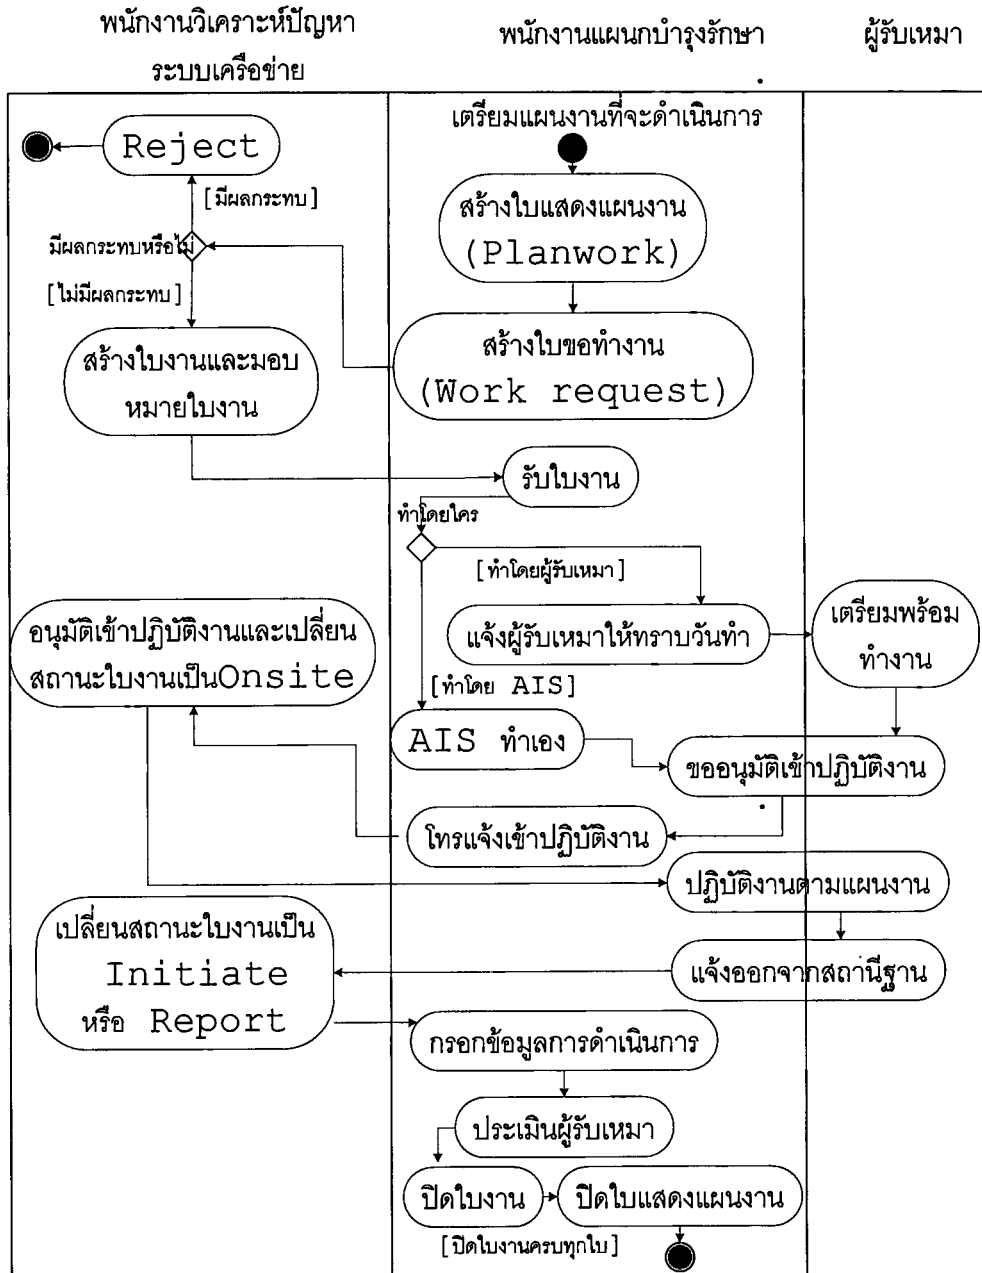 พนักงานวิเคราะห์ปัญหา
ระบบเครือข่าย
พนักงานแผนกบำรุงรักษา
ผู้รับเหมา
เตรียมแผนงานที่จะดำเนินการ
Reject
[มีผลกระทบ]
สร้างใบแสดงแผนงาน
(Planwork)
มีผลกระทบหรือไม่
[ไม่มีผลกระทบ]
สร้างใบขอทำงาน
(Work request)
สร้างใบงานและมอบ
หมายใบงาน
รับใบงาน
ทำโดยใคร
[ทำโดยผู้รับเหมา]
แจ้งผู้รับเหมาให้ทราบวันทำ
เตรียมพร้อม
ทำงาน
อนุมัติเข้าปฏิบัติงานและเปลี่ยน
สถานะใบงานเป็นOnsite
[ทำโดย AIS]
AIS ทำเอง
ขออนุมัติเข้าปฏิบัติงาน
โทรแจ้งเข้าปฏิบัติงาน
ปฏิบัติงานตามแผนงาน
แจ้งออกจากสถานีฐาน
เปลี่ยนสถานะใบงานเป็น
Initiate
หรือ Report
กรอกข้อมูลการดำเนินการ
ประเมินผู้รับเหมา
ปิดใบงาน
ปิดใบแสดงแผนงาน
[ปิดใบงานครบทุกใบ]